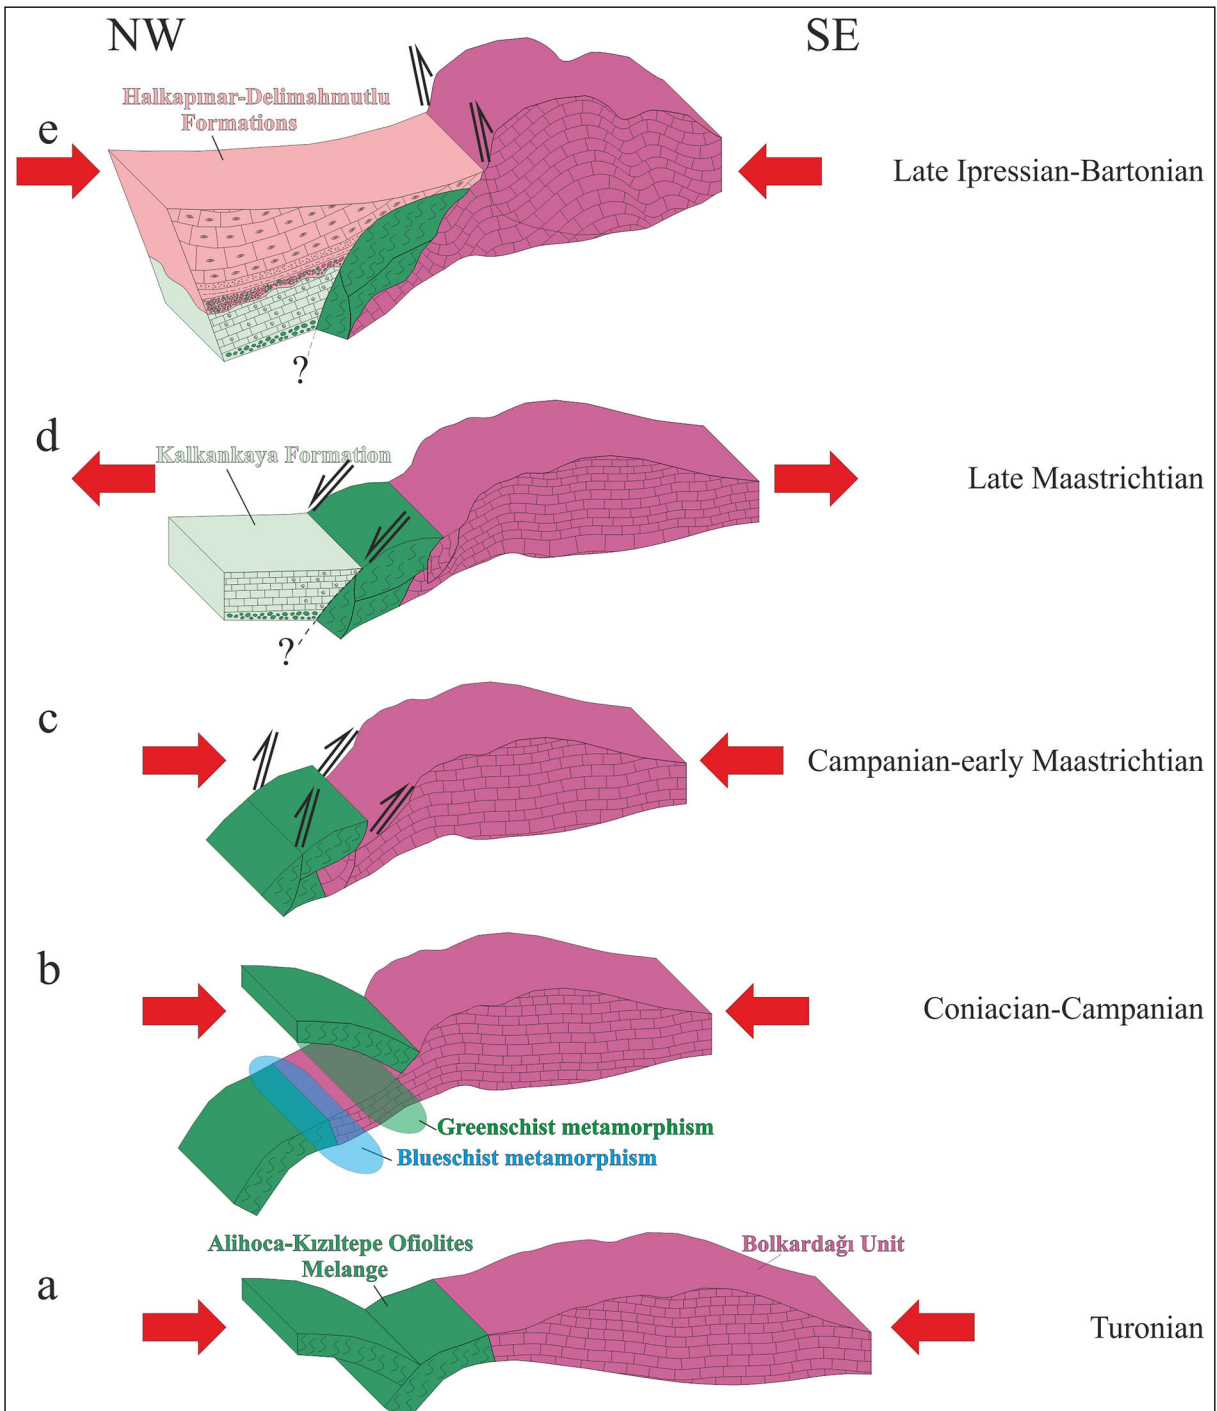 NW
SE
Halkapınar-Delimahmutlu
Formations
e
Late Ipressian-Bartonian
?
d
Kalkankaya Formation
Late Maastrichtian
?
c
Campanian-early Maastrichtian
b
Coniacian-Campanian
Greenschist metamorphism
Blueschist metamorphism
Alihoca-Kızıltepe Ofiolites
Melange
Bolkardağı Unit
a
Turonian